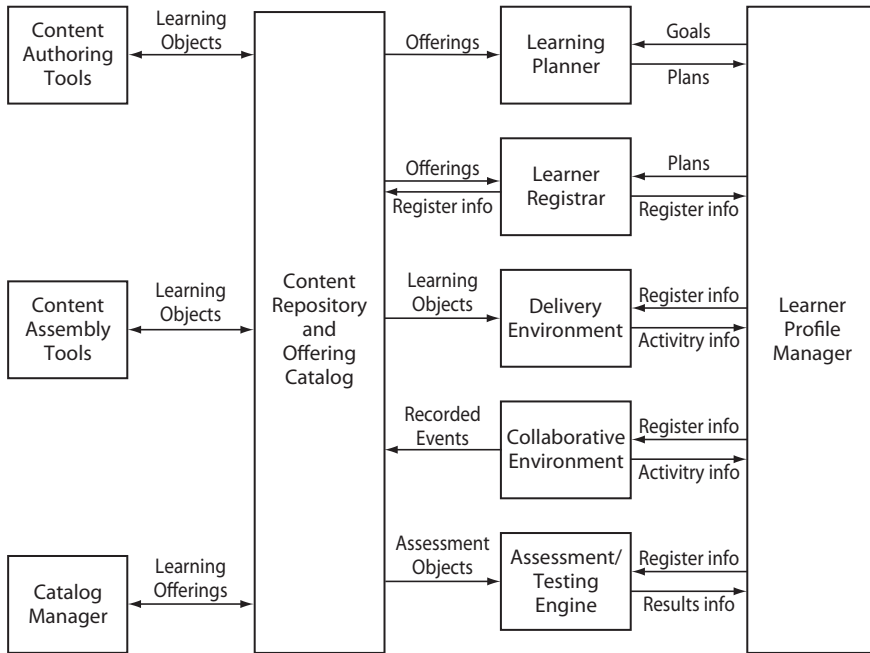 Content
Authoring
Tools
Learning
Objects
Offerings
Learning
Planner
Goals
Plans
Offerings
Register info
Learner
Registrar
Plans
Register info
Content
Assembly
Tools
Learning
Objects
Content
Repository
and
Offering
Catalog
Learning
Objects
Delivery
Environment
Register info
Activitry info
Learner
Profile
Manager
Recorded
Events
Collaborative
Environment
Register info
Activitry info
Catalog
Manager
Learning
Offerings
Assessment
Objects
Assessment/
Testing
Engine
Register info
Results info